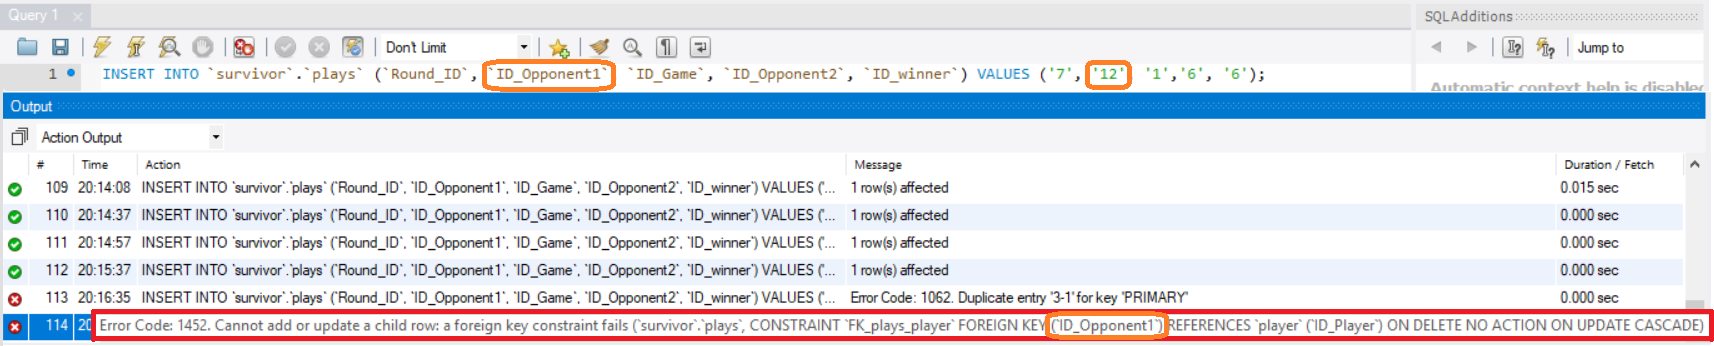 Query 1
SQLAdditions
Don't Limit
Jump to
1 INSERT INTO `survivor`.`plays` (`Round_ID`, `ID_Opponent1` `ID_Game`, `ID_Opponent2`, `ID_winner`) VALUES ('7', '12' '1','6', '6');
Automatic context help is disabled
Output
Action Output
# Time Action Message Duration / Fetch
109 20:14:08 INSERT INTO `survivor`.`plays` (`Round_ID`, `ID_Opponent1`, `ID_Game`, `ID_Opponent2`, `ID_winner`) VALUES ('... 1 row(s) affected 0.015 sec
110 20:14:37 INSERT INTO `survivor`.`plays` (`Round_ID`, `ID_Opponent1`, `ID_Game`, `ID_Opponent2`, `ID_winner`) VALUES ('... 1 row(s) affected 0.000 sec
111 20:14:57 INSERT INTO `survivor`.`plays` (`Round_ID`, `ID_Opponent1`, `ID_Game`, `ID_Opponent2`, `ID_winner`) VALUES ('... 1 row(s) affected 0.000 sec
112 20:15:37 INSERT INTO `survivor`.`plays` (`Round_ID`, `ID_Opponent1`, `ID_Game`, `ID_Opponent2`, `ID_winner`) VALUES ('... 1 row(s) affected 0.000 sec
113 20:16:35 INSERT INTO `survivor`.`plays` (`Round_ID`, `ID_Opponent1`, `ID_Game`, `ID_Opponent2`, `ID_winner`) VALUES ('... Error Code: 1062. Duplicate entry '3-1' for key 'PRIMARY' 0.000 sec
114 20 Error Code: 1452. Cannot add or update a child row: a foreign key constraint fails (`survivor`.`plays`, CONSTRAINT `FK_plays_player` FOREIGN KEY (`ID_Opponent1`) REFERENCES `player` (`ID_Player`) ON DELETE NO ACTION ON UPDATE CASCADE)